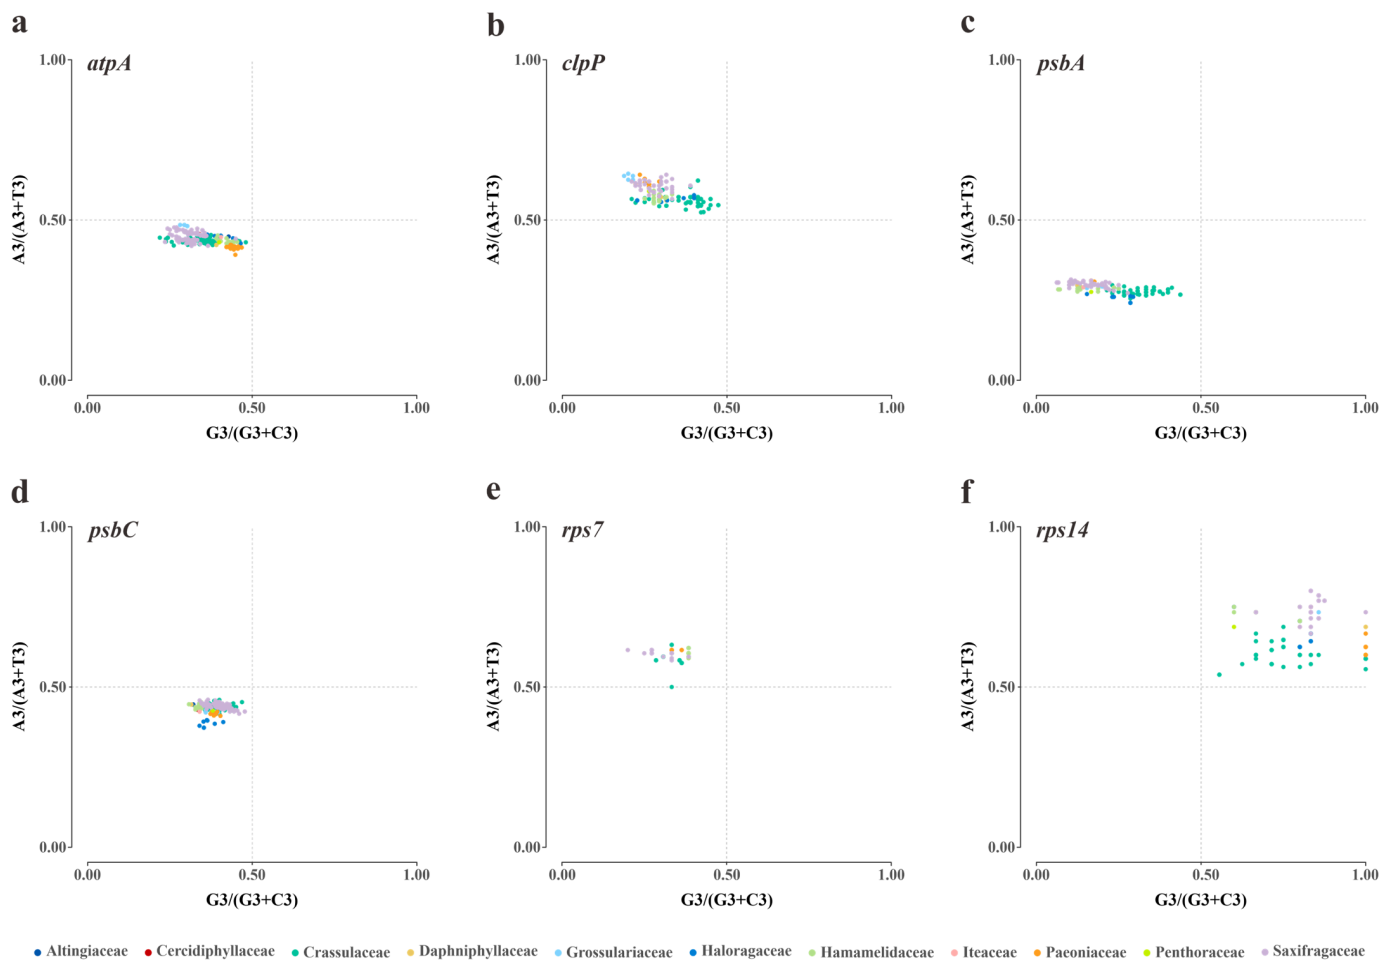 a
b
c
atpA
clpP
psbA
1.00
0.50
0.00
A3/(A3+T3)
0.00 0.50 1.00
G3/(G3+C3)
1.00
0.50
0.00
A3/(A3+T3)
0.00 0.50 1.00
G3/(G3+C3)
1.00
0.50
0.00
A3/(A3+T3)
0.00 0.50 1.00
G3/(G3+C3)
d
e
f
psbC
rps7
rps14
1.00
0.50
0.00
A3/(A3+T3)
0.00 0.50 1.00
G3/(G3+C3)
1.00
0.50
0.00
A3/(A3+T3)
0.00 0.50 1.00
G3/(G3+C3)
1.00
0.50
0.00
A3/(A3+T3)
0.00 0.50 1.00
G3/(G3+C3)
Altingiaceae Cercidiphyllaceae Crassulaceae Daphniphyllaceae Grossulariaceae Haloragaceae Hamamelidaceae Iteaceae Paeoniaceae Penthoraceae Saxifragaceae